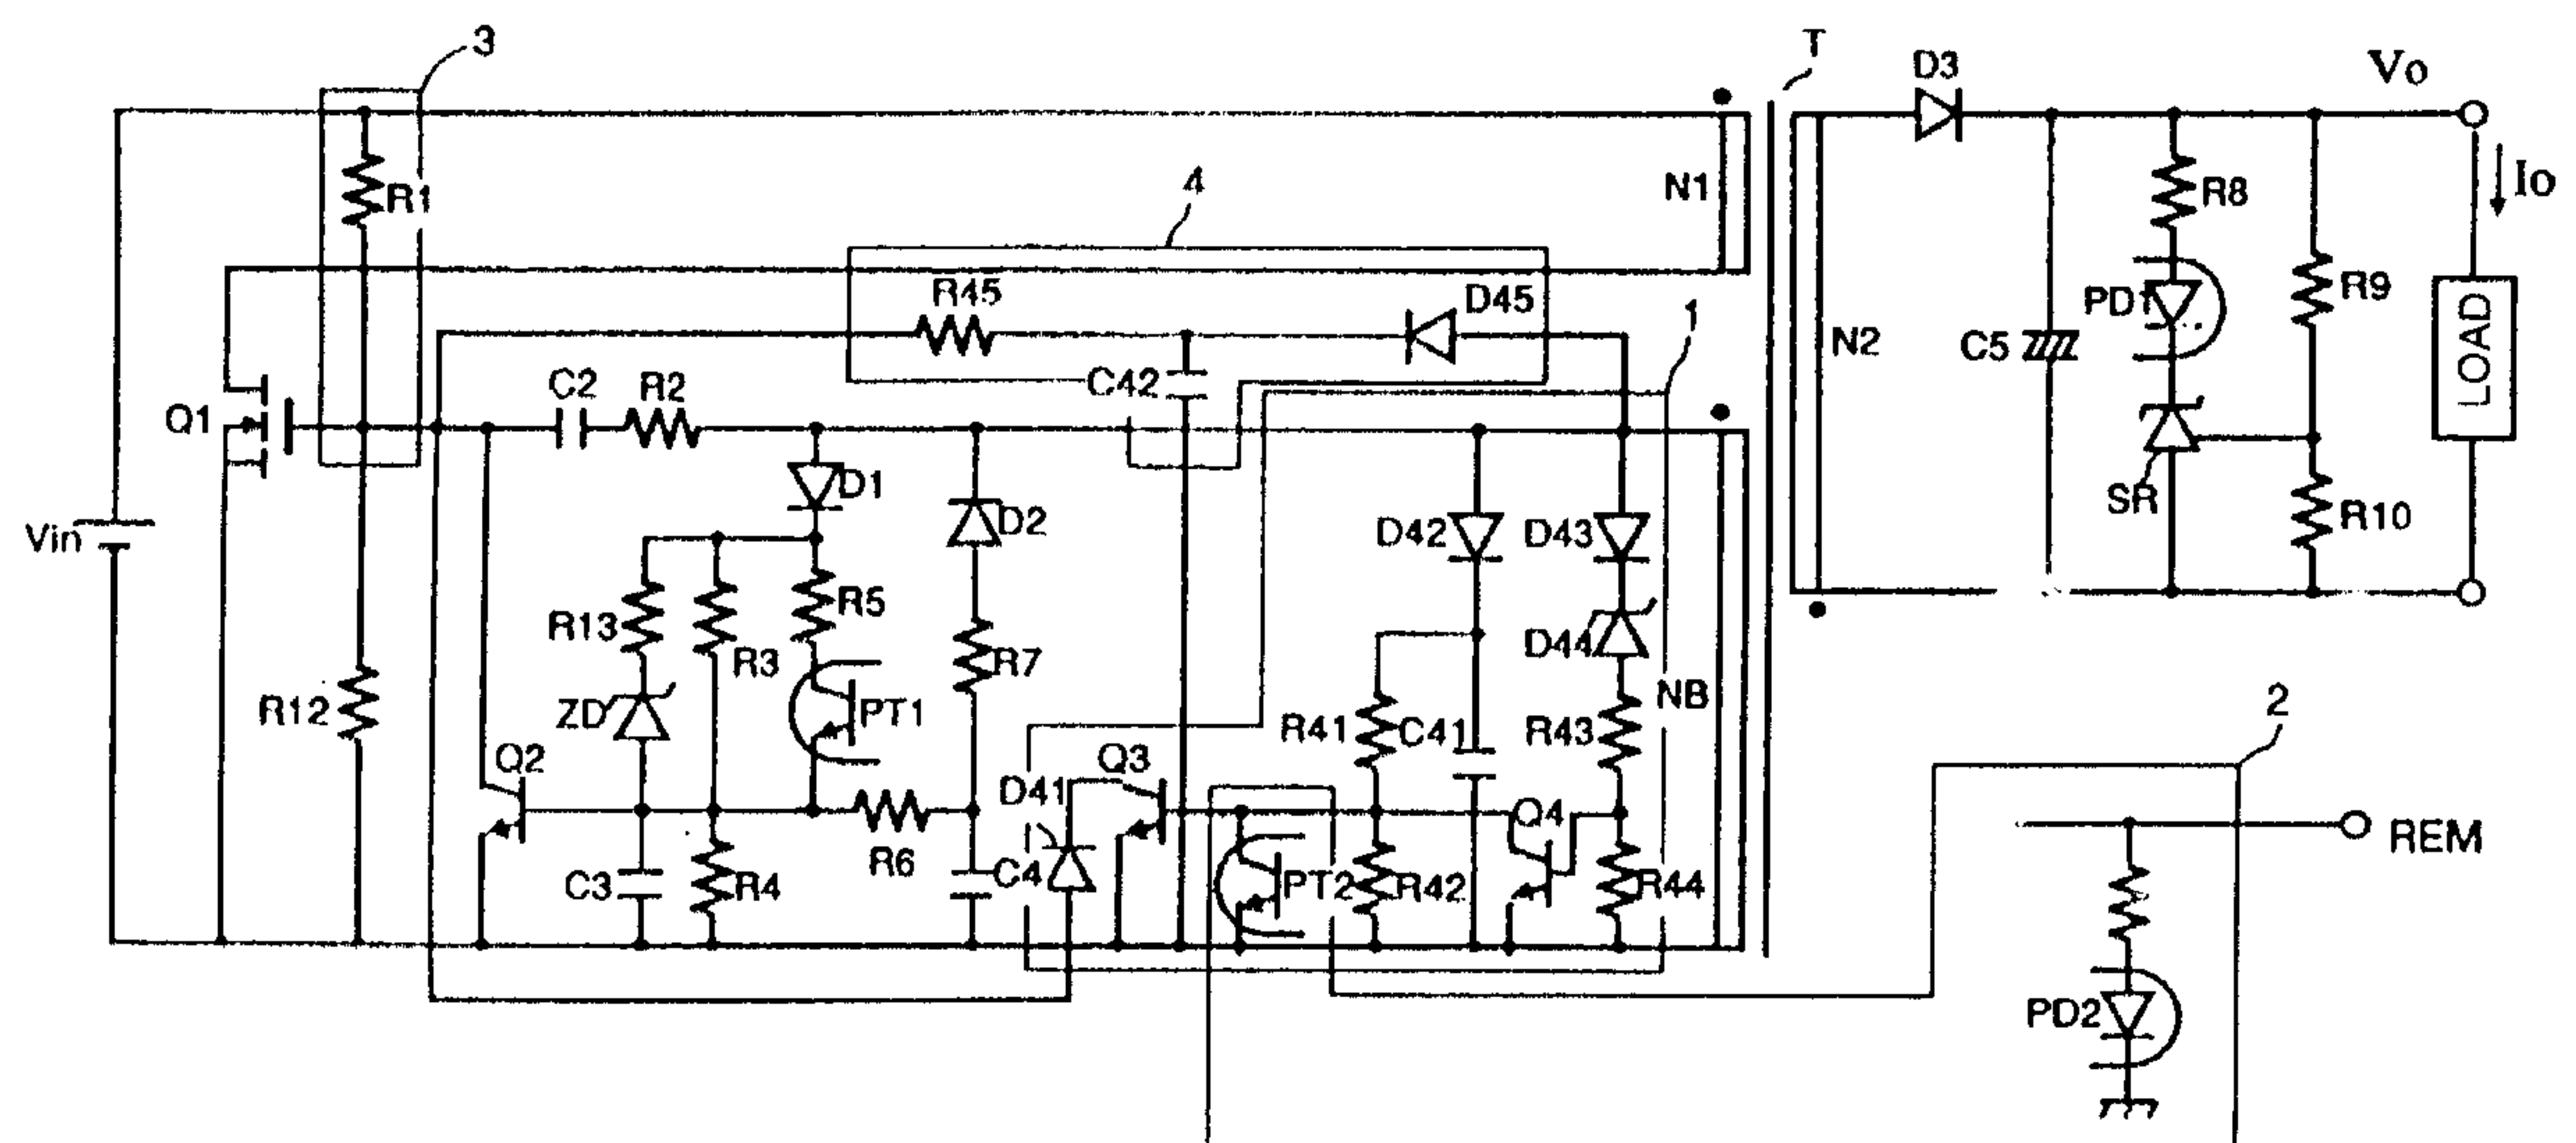 3
T
D3
Vo
R1
4
N1
R8
Io
R45
D45
1
PD1
R9
N2
C5
LOAD
C2
R2
C42
Q1
D1
D2
SR
R10
Vin
D42
D43
R13
R3
R5
R7
D44
ZD
PT1
R12
R41
C41
R43
NB
2
Q2
D41
Q3
Q4
REM
C3
R4
R6
C4
PT2
R42
R44
PD2